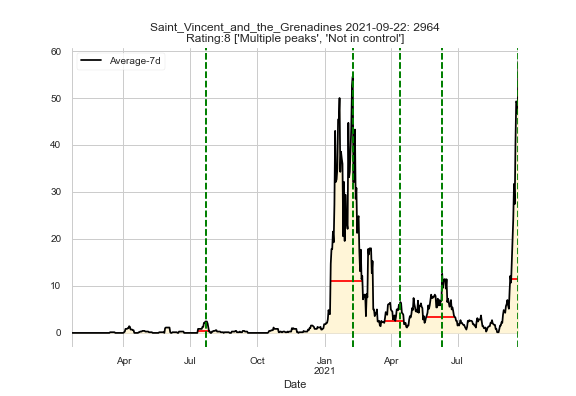 Saint_Vincent_and_the_Grenadines 2021-09-22: 2964
Rating:8 ['Multiple peaks', 'Not in control']
Average-7d
60
50
40
30
20
10
0
Apr
Jul
Oct
Jan
2021
Apr
Jul
Date